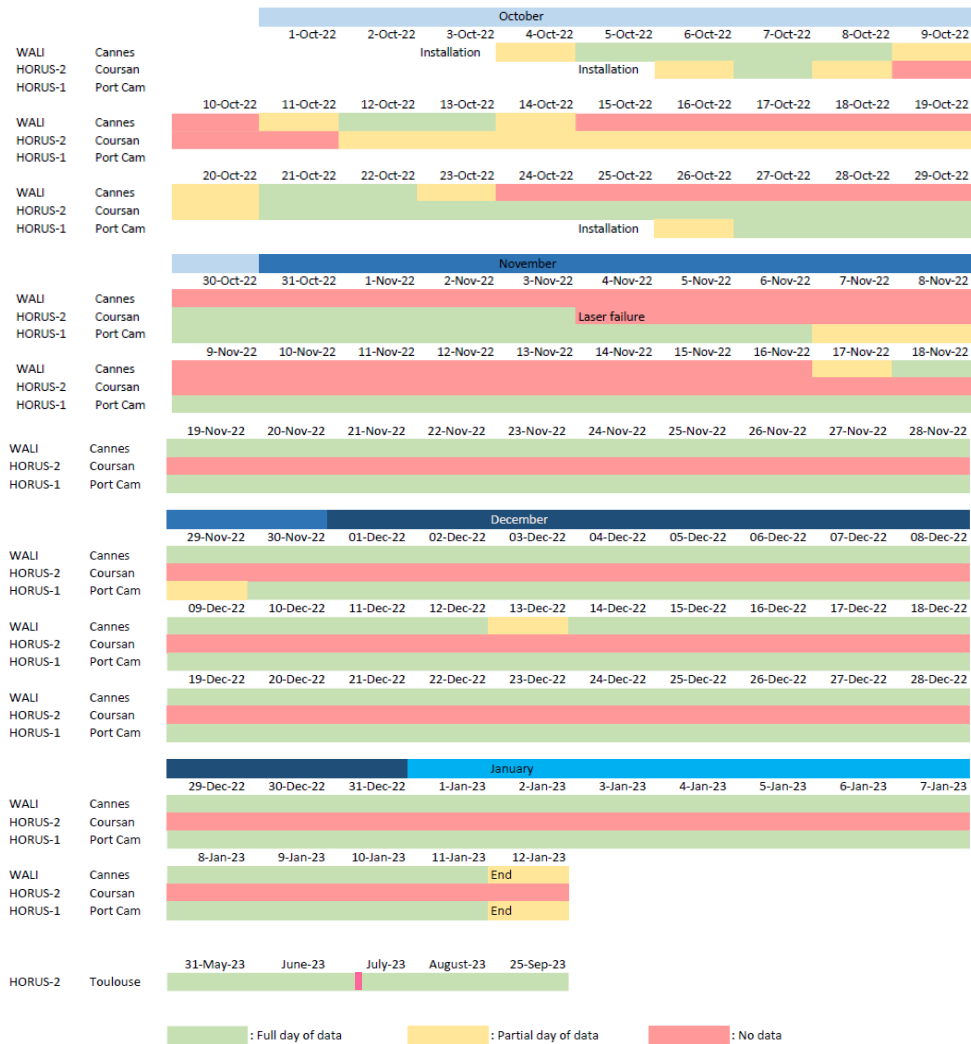 October
1-Oct-22 2-Oct-22 3-Oct-22 4-Oct-22 5-Oct-22 6-Oct-22 7-Oct-22 8-Oct-22 9-Oct-22
WALI Cannes Installation
HORUS-2 Coursan Installation
HORUS-1 Port Cam
10-Oct-22 11-Oct-22 12-Oct-22 13-Oct-22 14-Oct-22 15-Oct-22 16-Oct-22 17-Oct-22 18-Oct-22 19-Oct-22
WALI Cannes
HORUS-2 Coursan
HORUS-1 Port Cam
20-Oct-22 21-Oct-22 22-Oct-22 23-Oct-22 24-Oct-22 25-Oct-22 26-Oct-22 27-Oct-22 28-Oct-22 29-Oct-22
WALI Cannes
HORUS-2 Coursan
HORUS-1 Port Cam Installation
November
30-Oct-22 31-Oct-22 1-Nov-22 2-Nov-22 3-Nov-22 4-Nov-22 5-Nov-22 6-Nov-22 7-Nov-22 8-Nov-22
WALI Cannes
HORUS-2 Coursan Laser failure
HORUS-1 Port Cam
9-Nov-22 10-Nov-22 11-Nov-22 12-Nov-22 13-Nov-22 14-Nov-22 15-Nov-22 16-Nov-22 17-Nov-22 18-Nov-22
WALI Cannes
HORUS-2 Coursan
HORUS-1 Port Cam
19-Nov-22 20-Nov-22 21-Nov-22 22-Nov-22 23-Nov-22 24-Nov-22 25-Nov-22 26-Nov-22 27-Nov-22 28-Nov-22
WALI Cannes
HORUS-2 Coursan
HORUS-1 Port Cam
December
29-Nov-22 30-Nov-22 01-Dec-22 02-Dec-22 03-Dec-22 04-Dec-22 05-Dec-22 06-Dec-22 07-Dec-22 08-Dec-22
WALI Cannes
HORUS-2 Coursan
HORUS-1 Port Cam
09-Dec-22 10-Dec-22 11-Dec-22 12-Dec-22 13-Dec-22 14-Dec-22 15-Dec-22 16-Dec-22 17-Dec-22 18-Dec-22
WALI Cannes
HORUS-2 Coursan
HORUS-1 Port Cam
19-Dec-22 20-Dec-22 21-Dec-22 22-Dec-22 23-Dec-22 24-Dec-22 25-Dec-22 26-Dec-22 27-Dec-22 28-Dec-22
WALI Cannes
HORUS-2 Coursan
HORUS-1 Port Cam
January
29-Dec-22 30-Dec-22 31-Dec-22 1-Jan-23 2-Jan-23 3-Jan-23 4-Jan-23 5-Jan-23 6-Jan-23 7-Jan-23
WALI Cannes
HORUS-2 Coursan
HORUS-1 Port Cam
8-Jan-23 9-Jan-23 10-Jan-23 11-Jan-23 12-Jan-23
WALI Cannes End
HORUS-2 Coursan
HORUS-1 Port Cam End
31-May-23 June-23 July-23 August-23 25-Sep-23
HORUS-2 Toulouse
: Full day of data : Partial day of data : No data